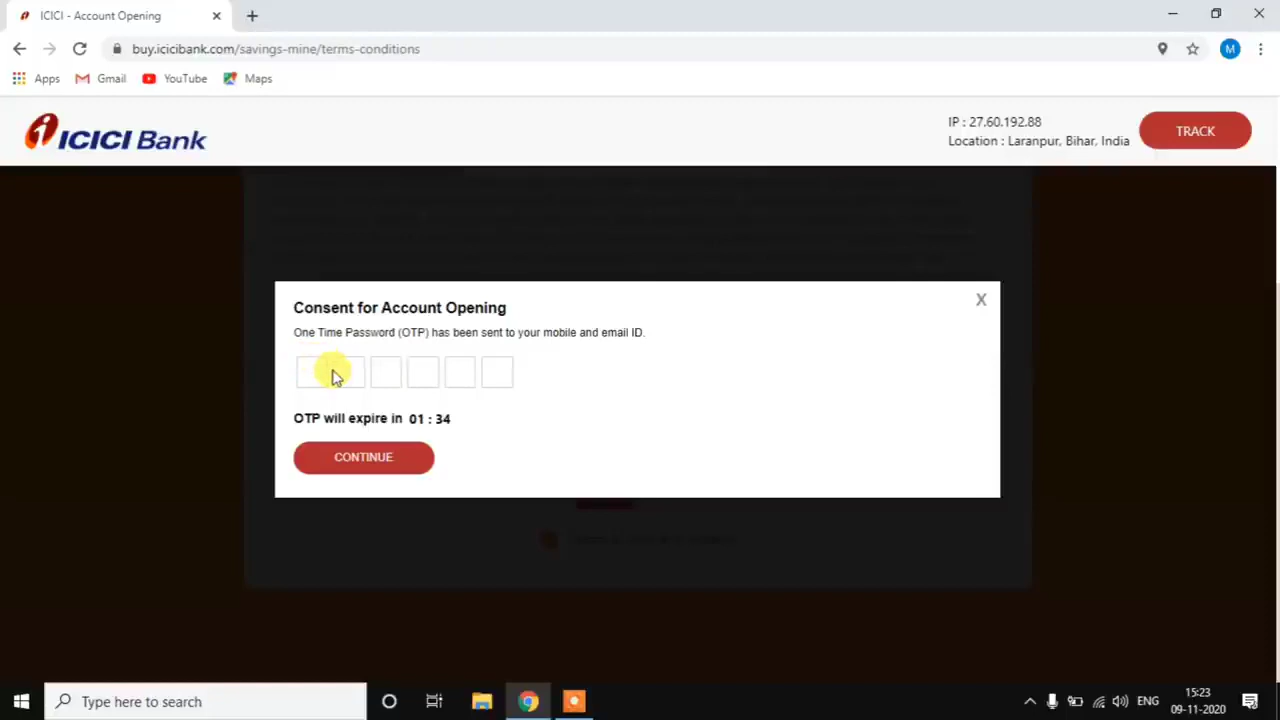 ICICI - Account Opening
buy.icicibank.com/savings-mine/terms-conditions
M
Apps Gmail YouTube Maps
ICICI Bank
IP : 27.60.192.88
Location : Laranpur, Bihar, India
TRACK
Consent for Account Opening
X
One Time Password (OTP) has been sent to your mobile and email ID.
OTP will expire in 01 : 34
CONTINUE
Type here to search
ENG
15:23
09-11-2020